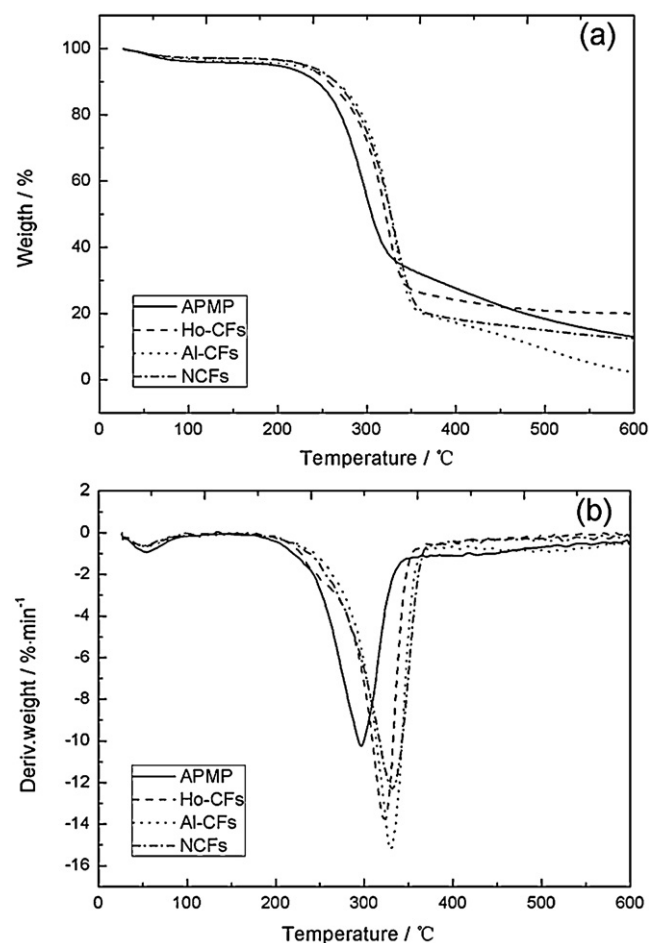 (a)
100
80
60
40
20
0
Weigth / %
APMP
Ho-CFs
Al-CFs
NCFs
0 100 200 300 400 500 600
Temperature / ℃
(b)
2
0
-2
-4
-6
-8
-10
-12
-14
-16
Deriv.weight / %·min-1
APMP
Ho-CFs
Al-CFs
NCFs
0 100 200 300 400 500 600
Temperature / ℃